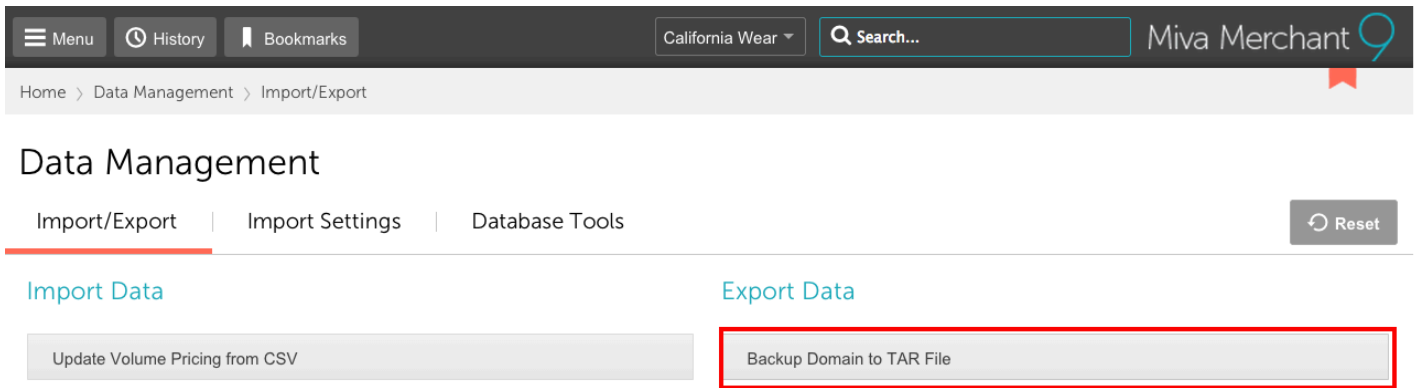 Menu History Bookmarks California Wear Search... Miva Merchant 9
Home > Data Management > Import/Export
Data Management
Import/Export | Import Settings | Database Tools Reset
Import Data Export Data
Update Volume Pricing from CSV Backup Domain to TAR File